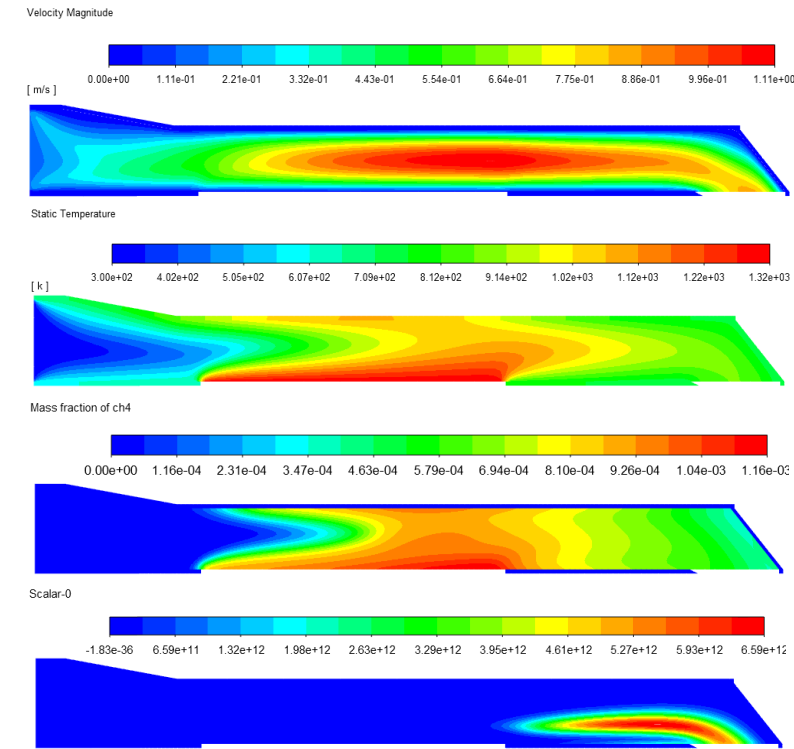 Velocity Magnitude
0.00e+00 1.11e-01 2.21e-01 3.32e-01 4.43e-01 5.54e-01 6.64e-01 7.75e-01 8.86e-01 9.96e-01 1.11e+00
[ m/s ]
Static Temperature
3.00e+02 4.02e+02 5.05e+02 6.07e+02 7.09e+02 8.12e+02 9.14e+02 1.02e+03 1.12e+03 1.22e+03 1.32e+03
[ k ]
Mass fraction of ch4
0.00e+00 1.16e-04 2.31e-04 3.47e-04 4.63e-04 5.79e-04 6.94e-04 8.10e-04 9.26e-04 1.04e-03 1.16e-03
Scalar-0
-1.83e-36 6.59e+11 1.32e+12 1.98e+12 2.63e+12 3.29e+12 3.95e+12 4.61e+12 5.27e+12 5.93e+12 6.59e+12